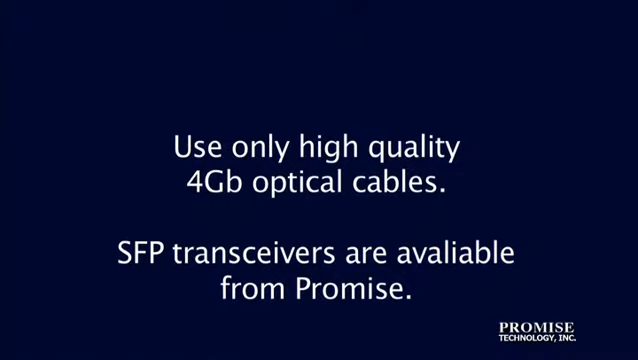 Use only high quality
4Gb optical cables.
SFP transceivers are avaliable
from Promise.
PROMISE
TECHNOLOGY, INC.